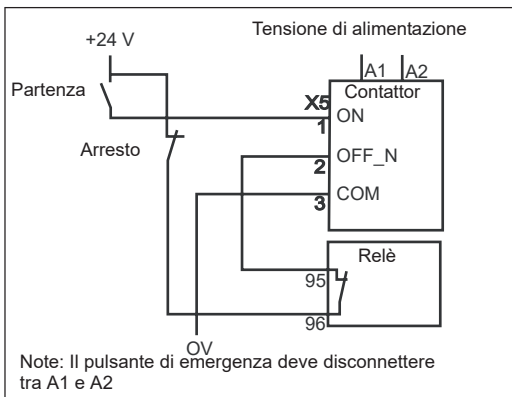 Tensione di alimentazione
+24 V
A1 A2
Partenza
Contattor
X5
1 ON
Arresto
2 OFF_N
3 COM
Relè
95
96
OV
Note: Il pulsante di emergenza deve disconnettere
tra A1 e A2